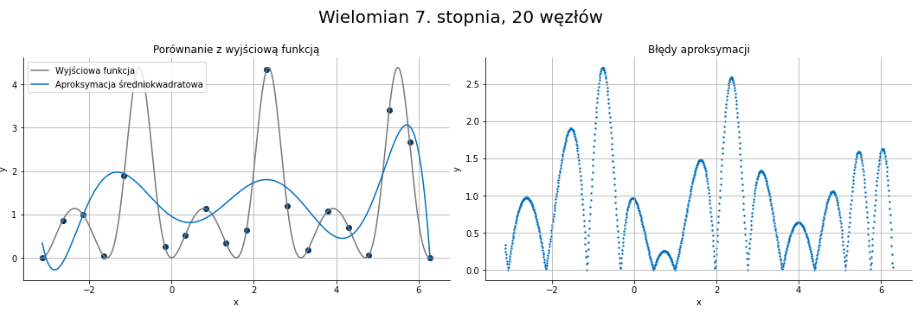 Wielomian 7. stopnia, 20 węzłów
Porównanie z wyjściową funkcją
Wyjściowa funkcja
Aproksymacja średniokwadratowa
4
3
2
1
0
y
−2
0
2
4
6
x
Błędy aproksymacji
2.5
2.0
1.5
1.0
0.5
0.0
y
−2
0
2
4
6
x